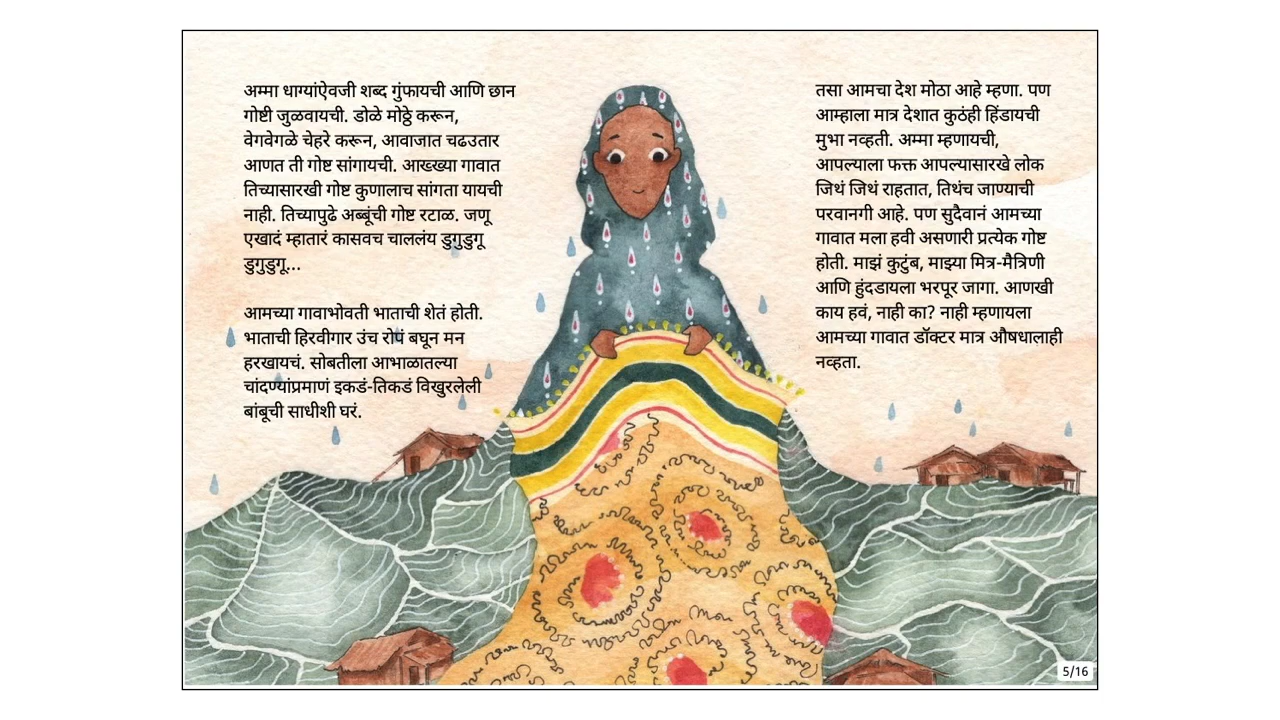 अम्मा धाग्यांऐवजी शब्द गुंफायची आणि छान
गोष्टी जुळवायची. डोळे मोठ्ठे करून,
वेगवेगळे चेहरे करून, आवाजात चढउतार
आणत ती गोष्ट सांगायची. आख्ख्या गावात
तिच्यासारखी गोष्ट कुणालाच सांगता यायची
नाही. तिच्यापुढे अब्बूंची गोष्ट रटाळ. जणू
एखादं म्हातारं कासवच चाललंय डुगुडुगू
डुगुडुगू...
आमच्या गावाभोवती भाताची शेतं होती.
भाताची हिरवीगार उंच रोपं बघून मन
हरखायचं. सोबतीला आभाळातल्या
चांदण्यांप्रमाणं इकडं-तिकडं विखुरलेली
बांबूची साधीशी घरं.
तसा आमचा देश मोठा आहे म्हणा. पण
आम्हाला मात्र देशात कुठंही हिंडायची
मुभा नव्हती. अम्मा म्हणायची,
आपल्याला फक्त आपल्यासारखे लोक
जिथं जिथं राहतात, तिथंच जाण्याची
परवानगी आहे. पण सुदैवानं आमच्या
गावात मला हवी असणारी प्रत्येक गोष्ट
होती. माझं कुटुंब, माझ्या मित्र-मैत्रिणी
आणि हुंदडायला भरपूर जागा. आणखी
काय हवं, नाही का? नाही म्हणायला
आमच्या गावात डॉक्टर मात्र औषधालाही
नव्हता.
5/16